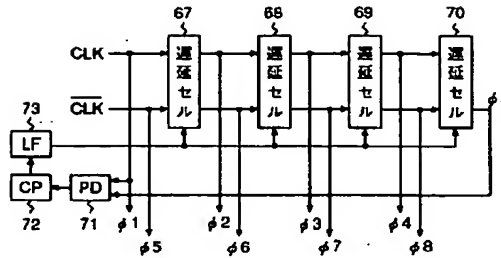 67 68 69 70
CLK 遅延セル 遅延セル 遅延セル 遅延セル
C̅L̅K̅ φ
73
LF
CP PD
72 71
φ1 φ2 φ3 φ4
φ5 φ6 φ7 φ8